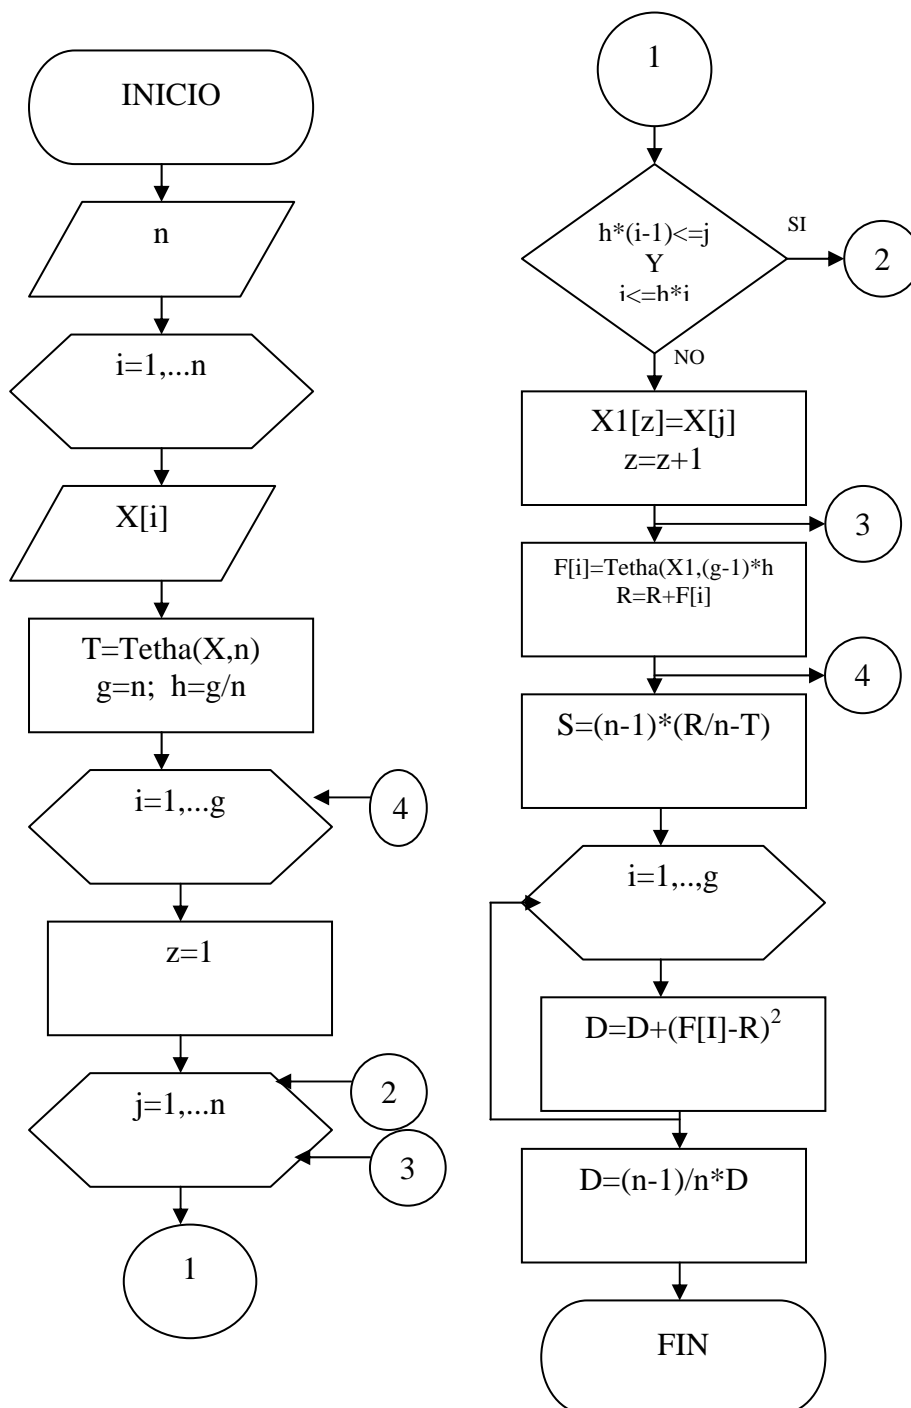 INICIO
n
i=1,...n
X[i]
T=Tetha(X,n)
g=n; h=g/n
i=1,...g
4
z=1
j=1,...n
2
3
1
1
h*(i-1)<=j
Y
SI
2
NO
X1[z]=X[j]
z=z+1
3
F[i]=Tetha(X1,(g-1)*h
R=R+F[i]
4
S=(n-1)*(R/n-T)
i=1,..,g
D=D+(F[I]-R)²
D=(n-1)/n*D
FIN